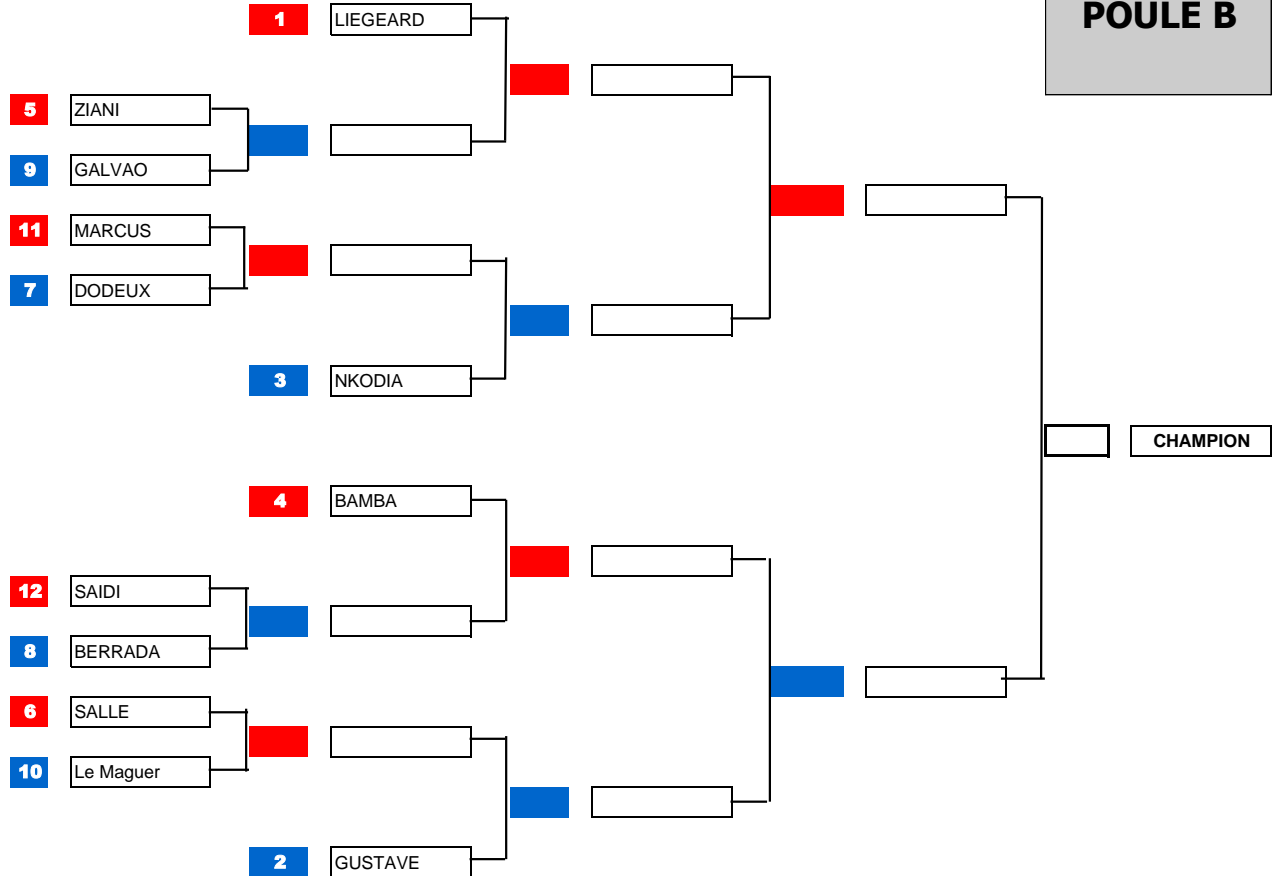 POULE B
1 LIEGEARD
5 ZIANI
9 GALVAO
11 MARCUS
7 DODEUX
3 NKODIA
CHAMPION
4 BAMBA
12 SAIDI
8 BERRADA
6 SALLE
10 Le Maguer
2 GUSTAVE